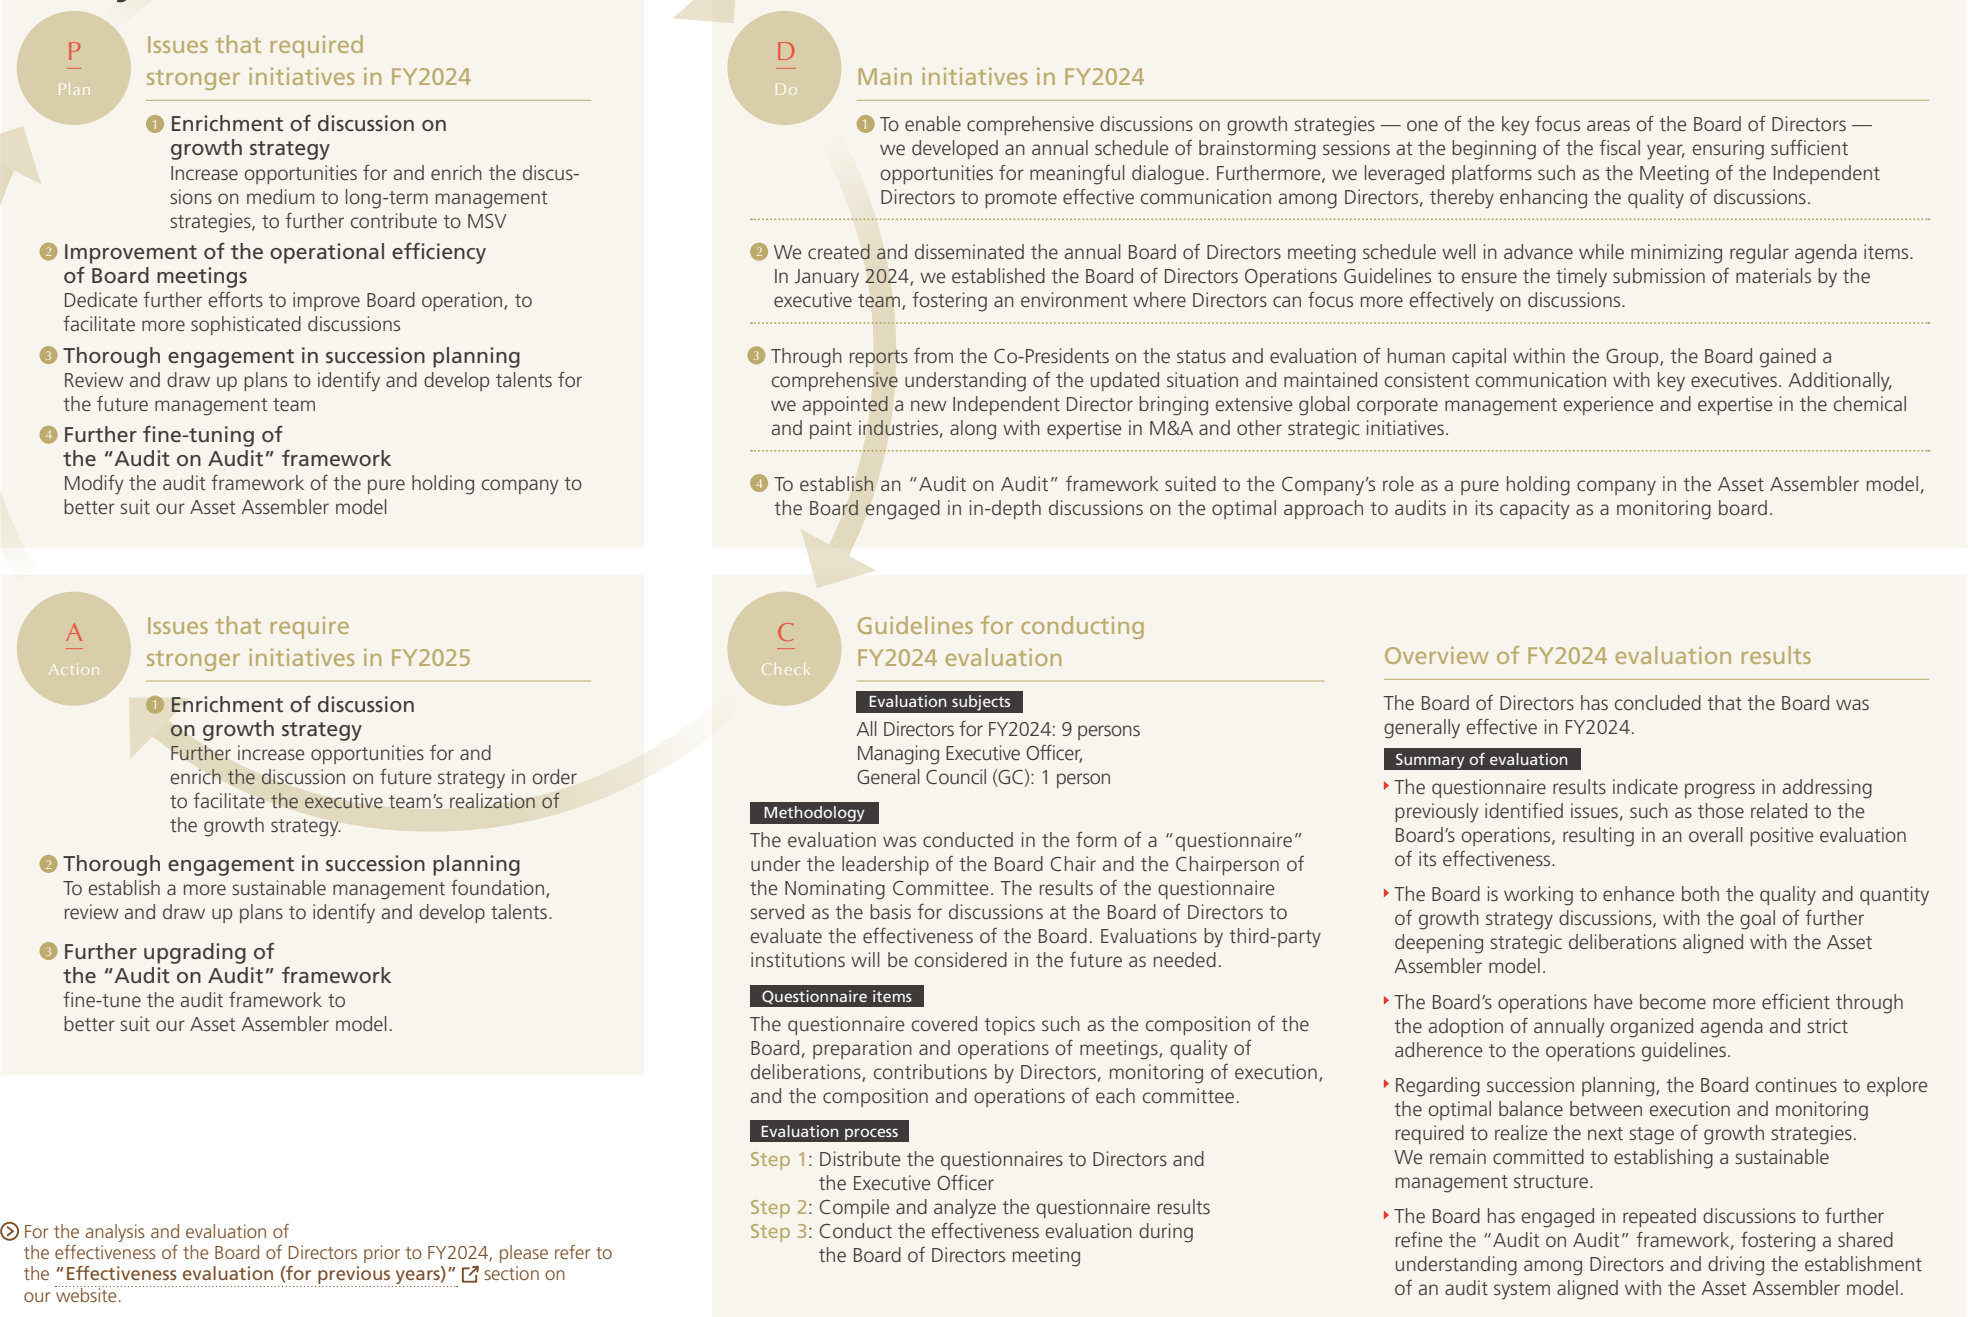 P
Plan
Issues that required
stronger initiatives in FY2024
1 Enrichment of discussion on
growth strategy
Increase opportunities for and enrich the discus-
sions on medium to long-term management
strategies, to further contribute to MSV
2 Improvement of the operational efficiency
of Board meetings
Dedicate further efforts to improve Board operation, to
facilitate more sophisticated discussions
3 Thorough engagement in succession planning
Review and draw up plans to identify and develop talents for
the future management team
4 Further fine-tuning of
the “Audit on Audit” framework
Modify the audit framework of the pure holding company to
better suit our Asset Assembler model
D
Do
Main initiatives in FY2024
1 To enable comprehensive discussions on growth strategies — one of the key focus areas of the Board of Directors —
we developed an annual schedule of brainstorming sessions at the beginning of the fiscal year, ensuring sufficient
opportunities for meaningful dialogue. Furthermore, we leveraged platforms such as the Meeting of the Independent
Directors to promote effective communication among Directors, thereby enhancing the quality of discussions.
2 We created and disseminated the annual Board of Directors meeting schedule well in advance while minimizing regular agenda items.
In January 2024, we established the Board of Directors Operations Guidelines to ensure the timely submission of materials by the
executive team, fostering an environment where Directors can focus more effectively on discussions.
3 Through reports from the Co-Presidents on the status and evaluation of human capital within the Group, the Board gained a
comprehensive understanding of the updated situation and maintained consistent communication with key executives. Additionally,
we appointed a new Independent Director bringing extensive global corporate management experience and expertise in the chemical
and paint industries, along with expertise in M&A and other strategic initiatives.
4 To establish an “Audit on Audit” framework suited to the Company’s role as a pure holding company in the Asset Assembler model,
the Board engaged in in-depth discussions on the optimal approach to audits in its capacity as a monitoring board.
A
Action
Issues that require
stronger initiatives in FY2025
1 Enrichment of discussion
on growth strategy
Further increase opportunities for and
enrich the discussion on future strategy in order
to facilitate the executive team’s realization of
the growth strategy.
2 Thorough engagement in succession planning
To establish a more sustainable management foundation,
review and draw up plans to identify and develop talents.
3 Further upgrading of
the “Audit on Audit” framework
fine-tune the audit framework to
better suit our Asset Assembler model.
For the analysis and evaluation of
the effectiveness of the Board of Directors prior to FY2024, please refer to
the “Effectiveness evaluation (for previous years)” section on
our website.
C
Check
Guidelines for conducting
FY2024 evaluation
Evaluation subjects
All Directors for FY2024: 9 persons
Managing Executive Officer,
General Council (GC): 1 person
Methodology
The evaluation was conducted in the form of a “questionnaire”
under the leadership of the Board Chair and the Chairperson of
the Nominating Committee. The results of the questionnaire
served as the basis for discussions at the Board of Directors to
evaluate the effectiveness of the Board. Evaluations by third-party
institutions will be considered in the future as needed.
Questionnaire items
The questionnaire covered topics such as the composition of the
Board, preparation and operations of meetings, quality of
deliberations, contributions by Directors, monitoring of execution,
and the composition and operations of each committee.
Evaluation process
Step 1: Distribute the questionnaires to Directors and
the Executive Officer
Step 2: Compile and analyze the questionnaire results
Step 3: Conduct the effectiveness evaluation during
the Board of Directors meeting
Overview of FY2024 evaluation results
The Board of Directors has concluded that the Board was
generally effective in FY2024.
Summary of evaluation
The questionnaire results indicate progress in addressing
previously identified issues, such as those related to the
Board’s operations, resulting in an overall positive evaluation
of its effectiveness.
The Board is working to enhance both the quality and quantity
of growth strategy discussions, with the goal of further
deepening strategic deliberations aligned with the Asset
Assembler model.
The Board’s operations have become more efficient through
the adoption of annually organized agenda and strict
adherence to the operations guidelines.
Regarding succession planning, the Board continues to explore
the optimal balance between execution and monitoring
required to realize the next stage of growth strategies.
We remain committed to establishing a sustainable
management structure.
The Board has engaged in repeated discussions to further
refine the “Audit on Audit” framework, fostering a shared
understanding among Directors and driving the establishment
of an audit system aligned with the Asset Assembler model.